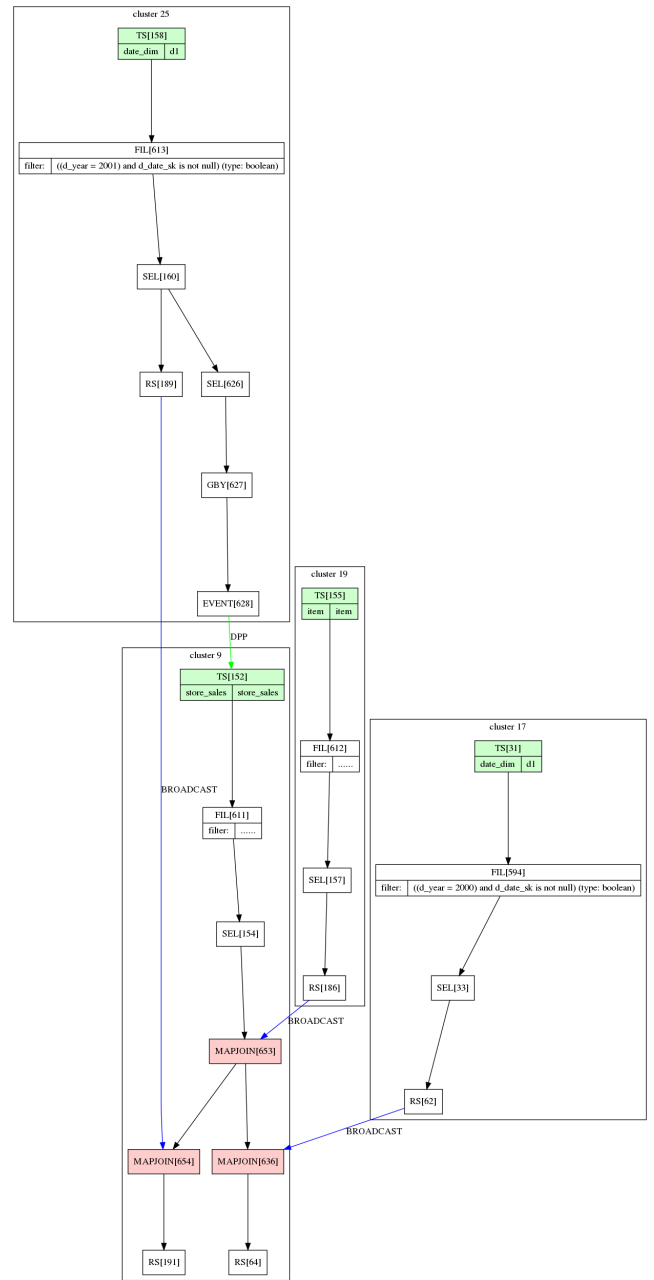 cluster 25
TS[158]
date_dim d1
FIL[613]
filter: ((d_year = 2001) and d_date_sk is not null) (type: boolean)
SEL[160]
RS[189]
SEL[626]
GBY[627]
EVENT[628]
DPP
cluster 19
TS[155]
item item
FIL[612]
filter: ......
SEL[157]
RS[186]
BROADCAST
cluster 9
TS[152]
store_sales store_sales
BROADCAST
FIL[611]
filter: ......
SEL[154]
MAPJOIN[653]
MAPJOIN[654]
MAPJOIN[636]
RS[191]
RS[64]
cluster 17
TS[31]
date_dim d1
FIL[594]
filter: ((d_year = 2000) and d_date_sk is not null) (type: boolean)
SEL[33]
RS[62]
BROADCAST